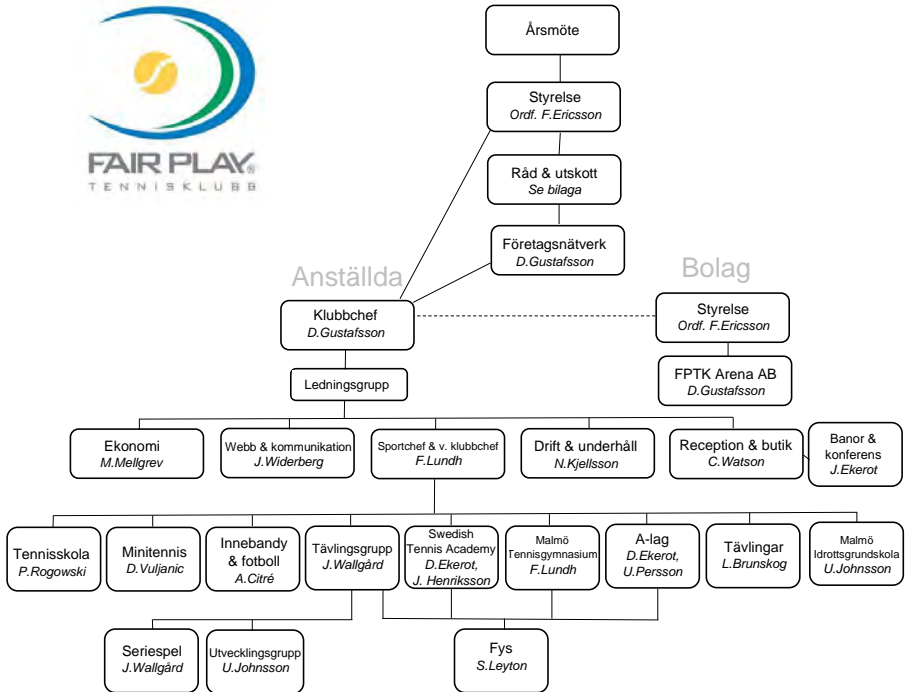 FAIR PLAY®
TENNISKLUBB
Årsmöte
Styrelse
Ordf. F.Ericsson
Råd & utskott
Se bilaga
Företagsnätverk
D.Gustafsson
Anställda
Bolag
Klubbchef
D.Gustafsson
Styrelse
Ordf. F.Ericsson
Ledningsgrupp
FPTK Arena AB
D.Gustafsson
Ekonomi
M.Mellgrev
Webb & kommunikation
J.Widerberg
Sportchef & v. klubbchef
F.Lundh
Drift & underhåll
N.Kjellsson
Reception & butik
C.Watson
Banor &
konferens
J.Ekerot
Tennisskola
P.Rogowski
Minitennis
D.Vuljanic
Innebandy
& fotboll
A.Citré
Tävlingsgrupp
J.Wallgård
Swedish
Tennis Academy
D.Ekerot,
J. Henriksson
Malmö
Tennisgymnasium
F.Lundh
A-lag
D.Ekerot,
U.Persson
Tävlingar
L.Brunskog
Malmö
Idrottsgrundskola
U.Johnsson
Seriespel
J.Wallgård
Utvecklingsgrupp
U.Johnsson
Fys
S.Leyton